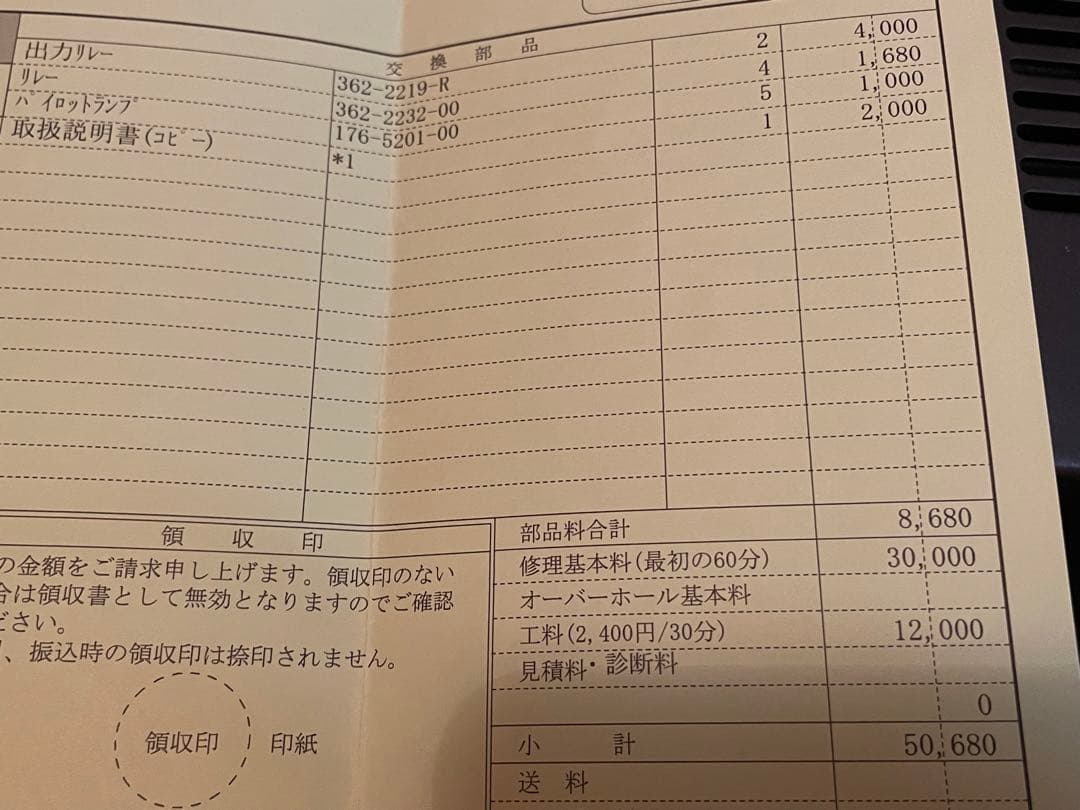 交換部品
出力リレー 362-2219-R 2 4,000
リレー 362-2232-00 4 1,680
パイロットランプ 176-5201-00 5 1,000
取扱説明書(コピー) *1 1 2,000
部品料合計 8,680
修理基本料(最初の60分) 30,000
オーバーホール基本料
工料(2,400円/30分) 12,000
見積料・診断料
0
小計 50,680
送料
領収印
の金額をご請求申し上げます。領収印のない
合は領収書として無効となりますのでご確認
ださい。
、振込時の領収印は捺印されません。
領収印 印紙